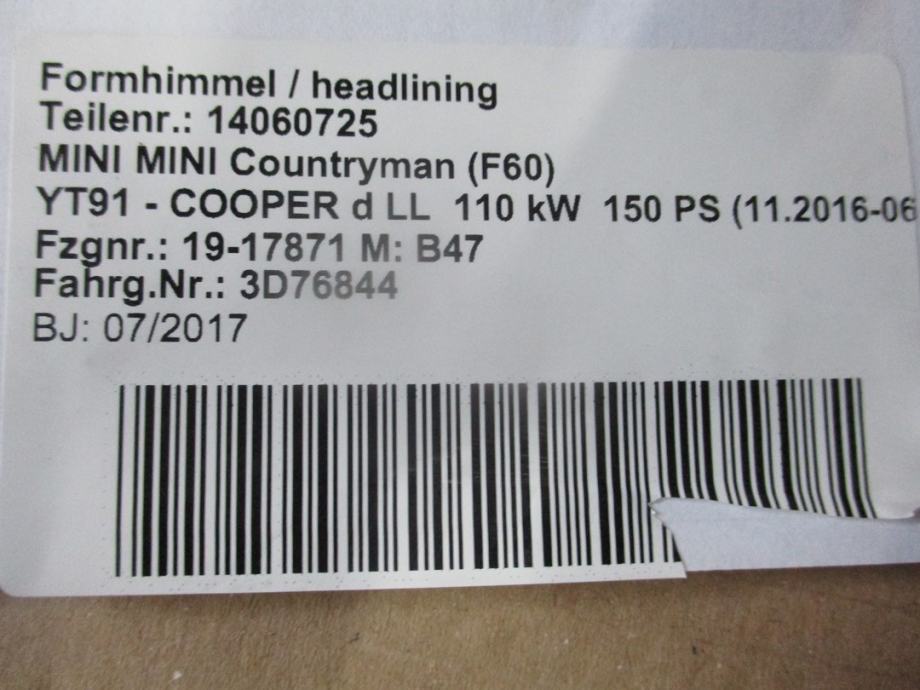 Formhimmel / headlining
Teilenr.: 14060725
MINI MINI Countryman (F60)
YT91 - COOPER d LL 110 kW 150 PS (11.2016-06
Fzgnr.: 19-17871 M: B47
Fahrg.Nr.: 3D76844
BJ: 07/2017